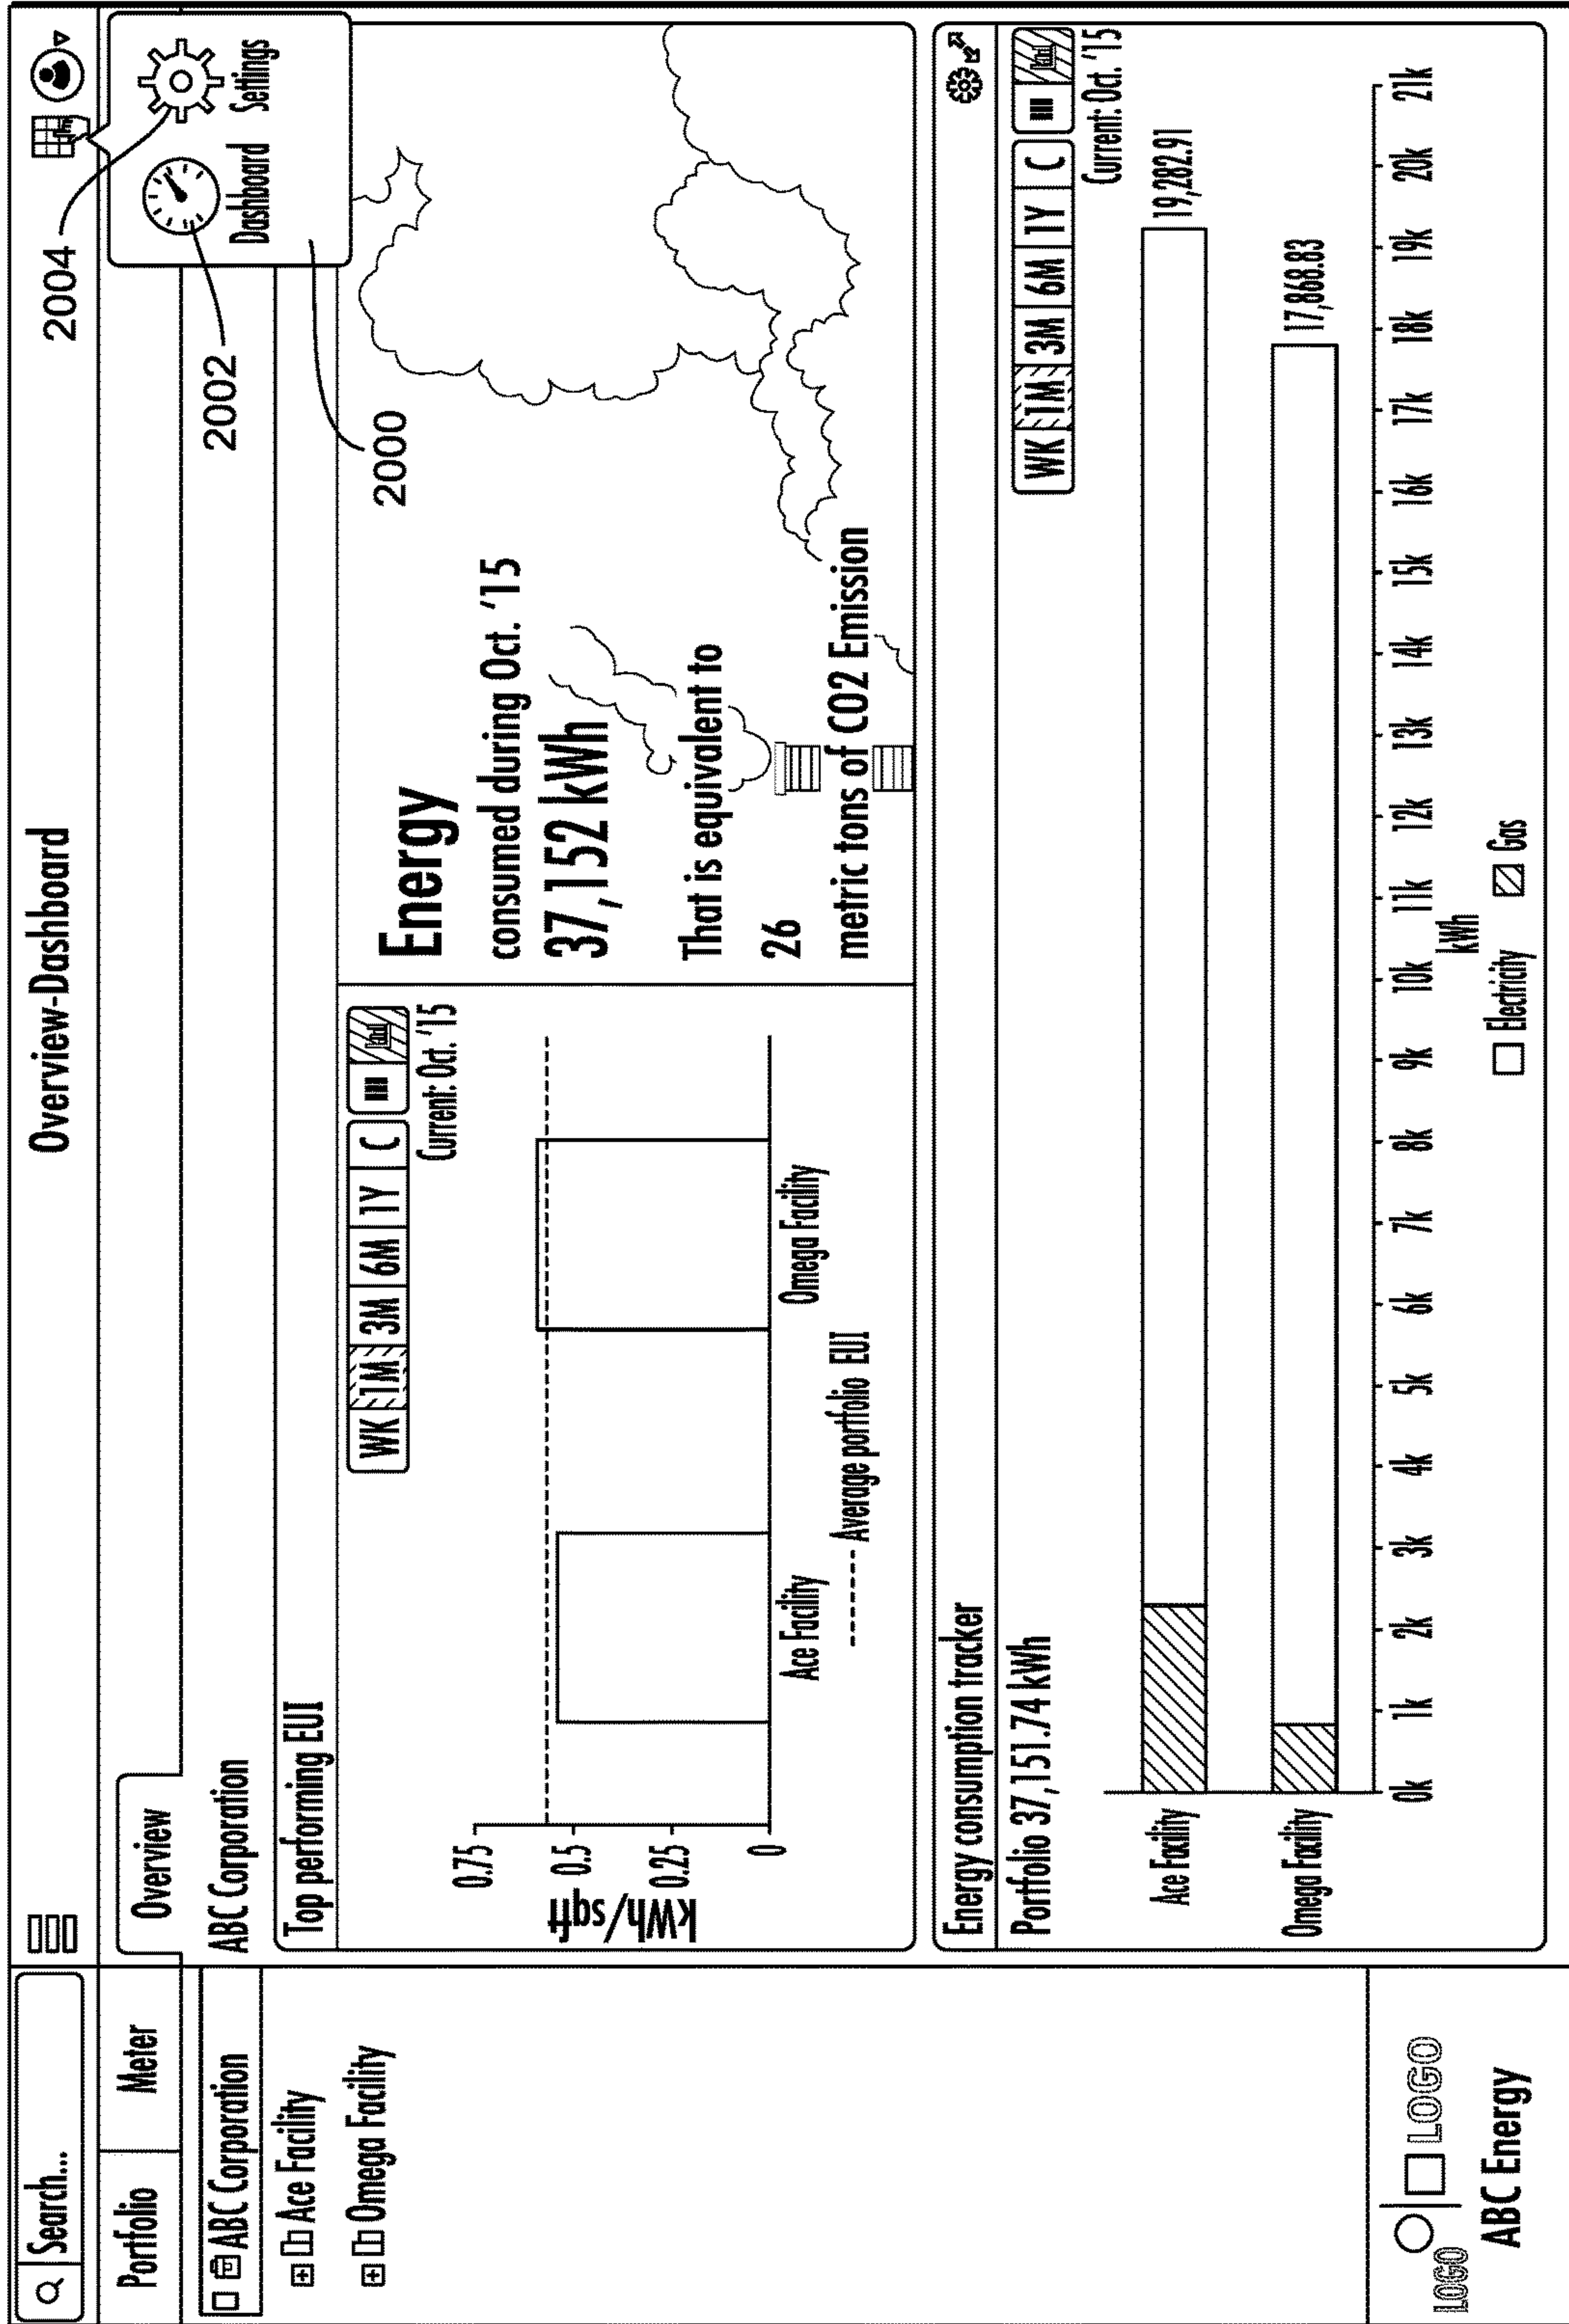 Search...
Overview-Dashboard
2004
Portfolio Meter
Overview
Dashboard Settings
2002
ABC Corporation
Ace Facility
Omega Facility
ABC Corporation
2000
Top performing EUI
WK 1M 3M 6M 1Y C
Current: Oct. '15
kWh/sqft
0.75
0.5
0.25
0
Ace Facility
Omega Facility
Average portfolio EUI
Energy
consumed during Oct. '15
37,152 kWh
That is equivalent to
26
metric tons of CO2 Emission
Energy consumption tracker
Portfolio 37,151.74 kWh
WK 1M 3M 6M 1Y C
Current: Oct. '15
Ace Facility
19,282.91
Omega Facility
17,868.83
0k 1k 2k 3k 4k 5k 6k 7k 8k 9k 10k 11k 12k 13k 14k 15k 16k 17k 18k 19k 20k 21k
kWh
Electricity Gas
LOGO
LOGO
ABC Energy